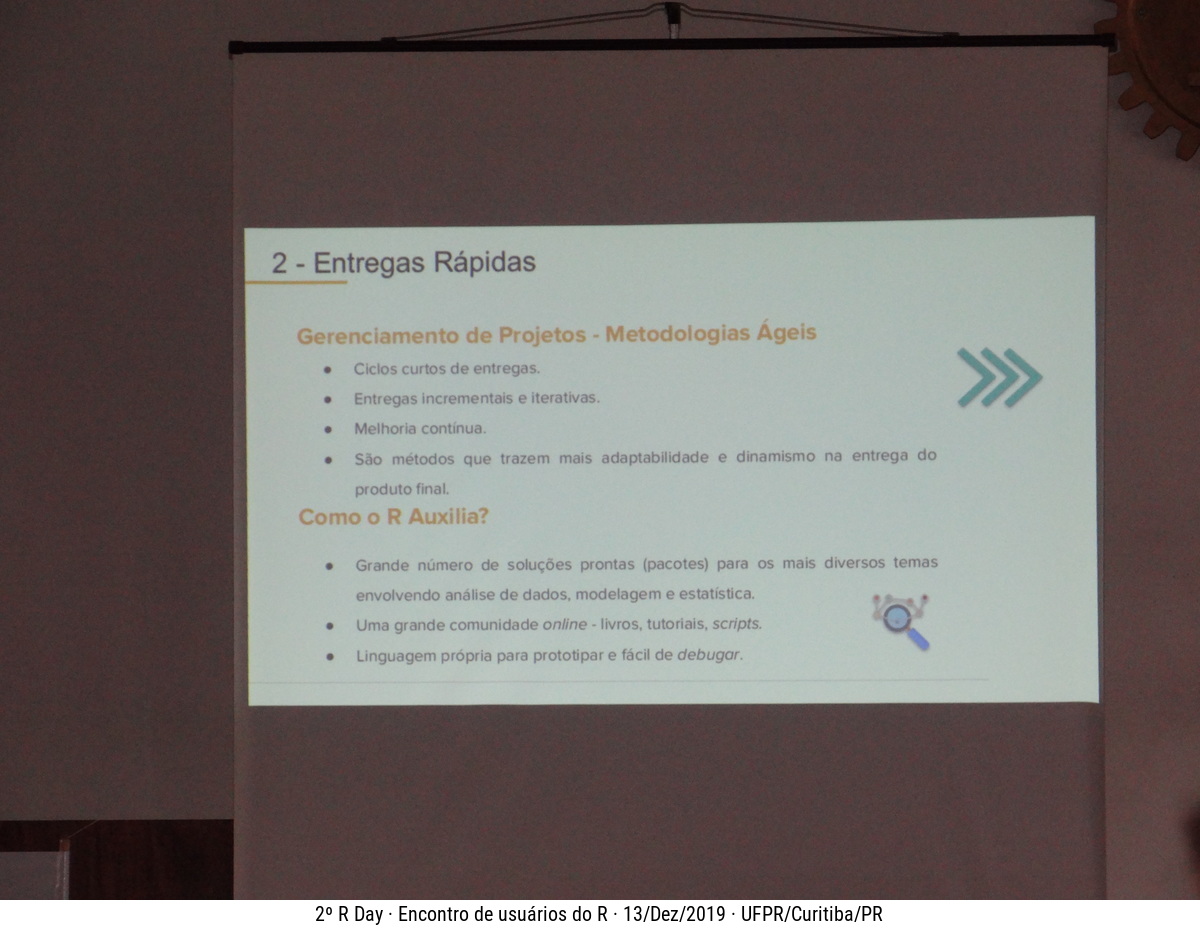 2 - Entregas Rápidas
Gerenciamento de Projetos - Metodologias Ágeis
● Ciclos curtos de entregas.
● Entregas incrementais e iterativas.
● Melhoria contínua.
● São métodos que trazem mais adaptabilidade e dinamismo na entrega do
produto final.
Como o R Auxilia?
● Grande número de soluções prontas (pacotes) para os mais diversos temas
envolvendo análise de dados, modelagem e estatística.
● Uma grande comunidade online - livros, tutoriais, scripts.
● Linguagem própria para prototipar e fácil de debugar.
2º R Day · Encontro de usuários do R · 13/Dez/2019 · UFPR/Curitiba/PR